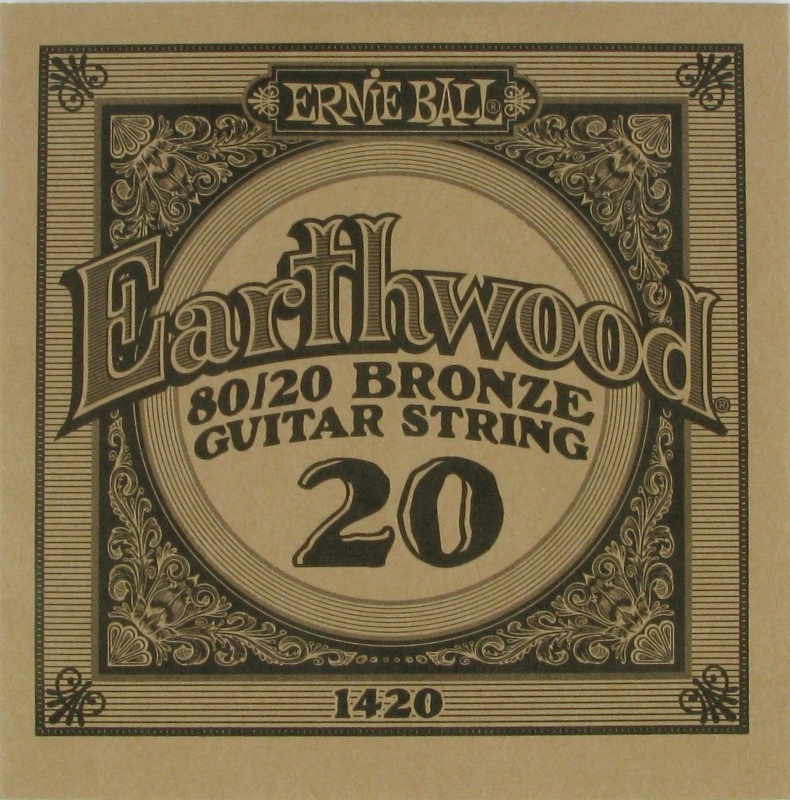 ERNIE BALL®
Earthwood®
80/20 BRONZE
GUITAR STRING
20
1420